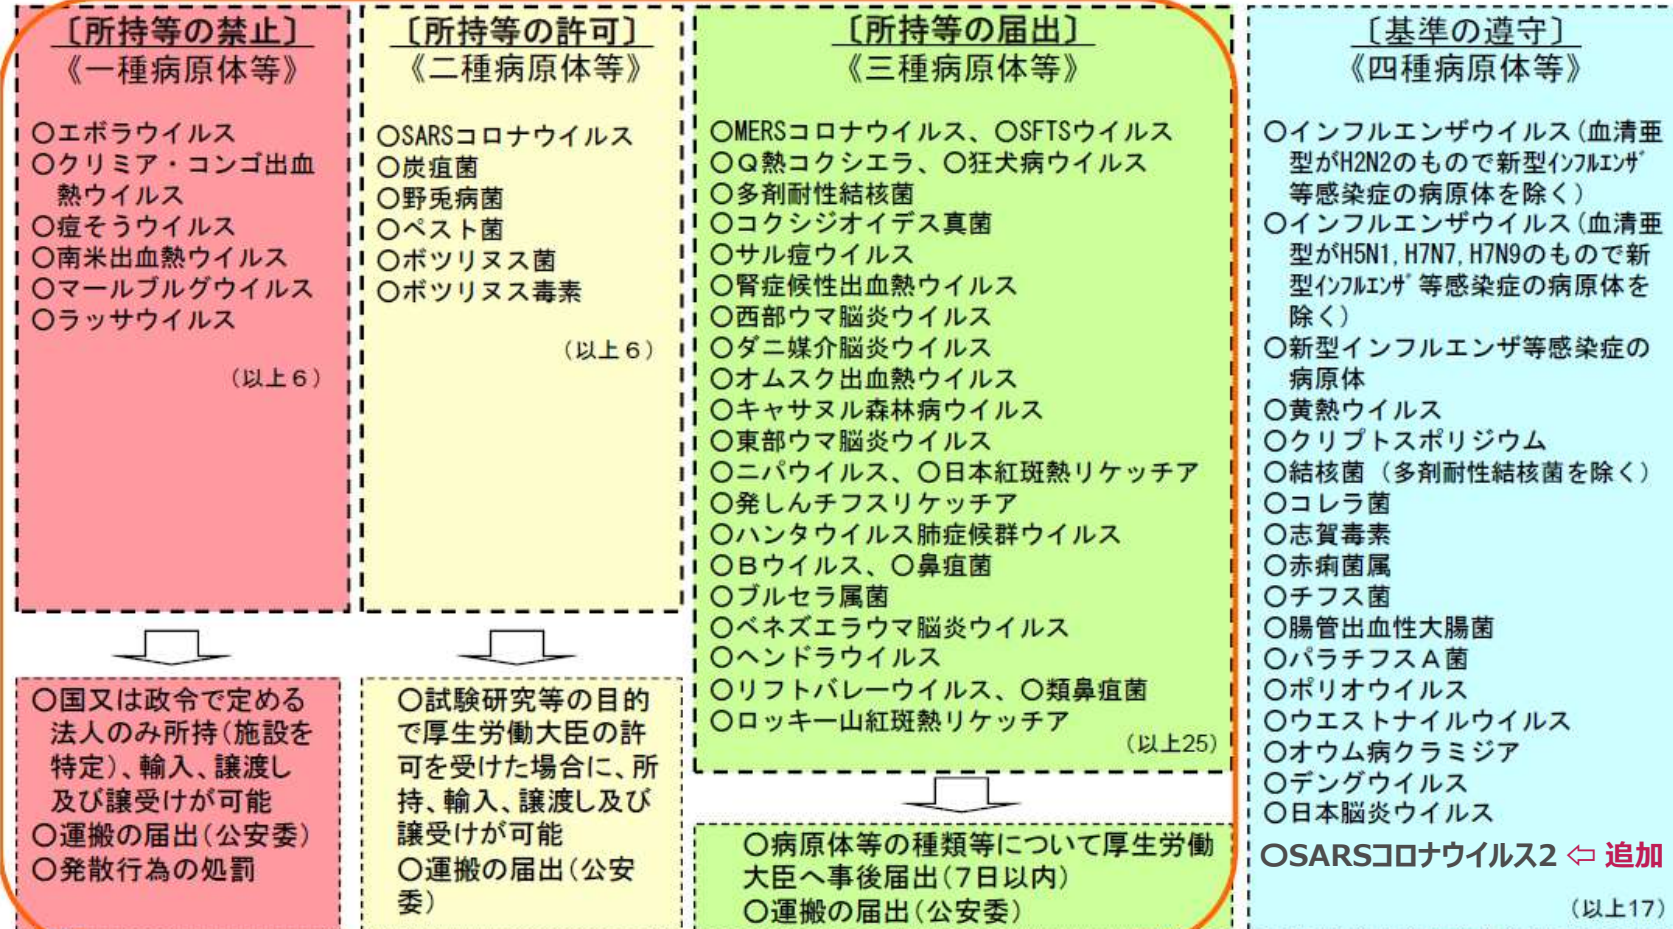 〔所持等の禁止〕
《一種病原体等》
○エボラウイルス
○クリミア・コンゴ出血
熱ウイルス
○痘そうウイルス
○南米出血熱ウイルス
○マールブルグウイルス
○ラッサウイルス
（以上６）
○国又は政令で定める
法人のみ所持（施設を
特定）、輸入、譲渡し
及び譲受けが可能
○運搬の届出（公安委）
○発散行為の処罰
〔所持等の許可〕
《二種病原体等》
○SARSコロナウイルス
○炭疽菌
○野兎病菌
○ペスト菌
○ボツリヌス菌
○ボツリヌス毒素
（以上６）
○試験研究等の目的
で厚生労働大臣の許
可を受けた場合に、所
持、輸入、譲渡し及び
譲受けが可能
○運搬の届出（公安
委）
〔所持等の届出〕
《三種病原体等》
○MERSコロナウイルス、○SFTSウイルス
○Ｑ熱コクシエラ、○狂犬病ウイルス
○多剤耐性結核菌
○コクシジオイデス真菌
○サル痘ウイルス
○腎症候性出血熱ウイルス
○西部ウマ脳炎ウイルス
○ダニ媒介脳炎ウイルス
○オムスク出血熱ウイルス
○キャサヌル森林病ウイルス
○東部ウマ脳炎ウイルス
○ニパウイルス、○日本紅斑熱リケッチア
○発しんチフスリケッチア
○ハンタウイルス肺症候群ウイルス
○Ｂウイルス、○鼻疽菌
○ブルセラ属菌
○ベネズエラウマ脳炎ウイルス
○ヘンドラウイルス
○リフトバレーウイルス、○類鼻疽菌
○ロッキー山紅斑熱リケッチア
（以上25）
○病原体等の種類等について厚生労働
大臣へ事後届出（7日以内）
○運搬の届出（公安委）
〔基準の遵守〕
《四種病原体等》
○インフルエンザウイルス（血清亜
型がH2N2のもので新型ｲﾝﾌﾙｴﾝｻﾞ
等感染症の病原体を除く）
○インフルエンザウイルス（血清亜
型がH5N1,H7N7,H7N9のもので新
型ｲﾝﾌﾙｴﾝｻﾞ等感染症の病原体を
除く）
○新型インフルエンザ等感染症の
病原体
○黄熱ウイルス
○クリプトスポリジウム
○結核菌（多剤耐性結核菌を除く）
○コレラ菌
○志賀毒素
○赤痢菌属
○チフス菌
○腸管出血性大腸菌
○パラチフスＡ菌
○ポリオウイルス
○ウエストナイルウイルス
○オウム病クラミジア
○デングウイルス
○日本脳炎ウイルス
○SARSコロナウイルス2 ⇦ 追加
（以上17）